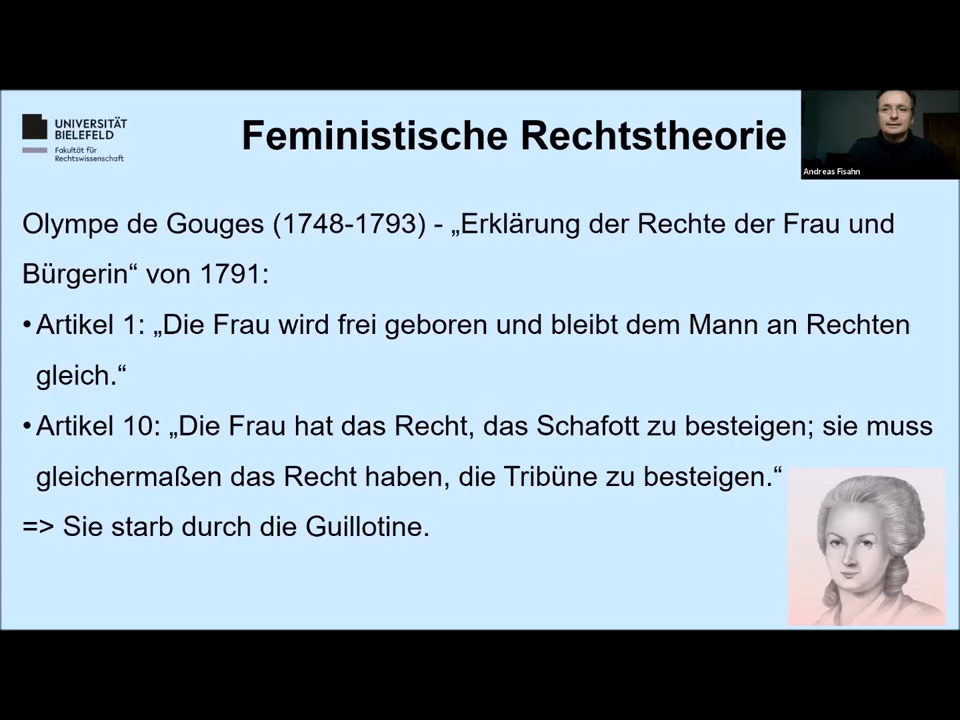 UNIVERSITÄT
BIELEFELD
Fakultät für
Rechtswissenschaft
Feministische Rechtstheorie
Andreas Fisahn
Olympe de Gouges (1748-1793) - „Erklärung der Rechte der Frau und
Bürgerin“ von 1791:
• Artikel 1: „Die Frau wird frei geboren und bleibt dem Mann an Rechten
gleich.“
• Artikel 10: „Die Frau hat das Recht, das Schafott zu besteigen; sie muss
gleichermaßen das Recht haben, die Tribüne zu besteigen.“
=> Sie starb durch die Guillotine.